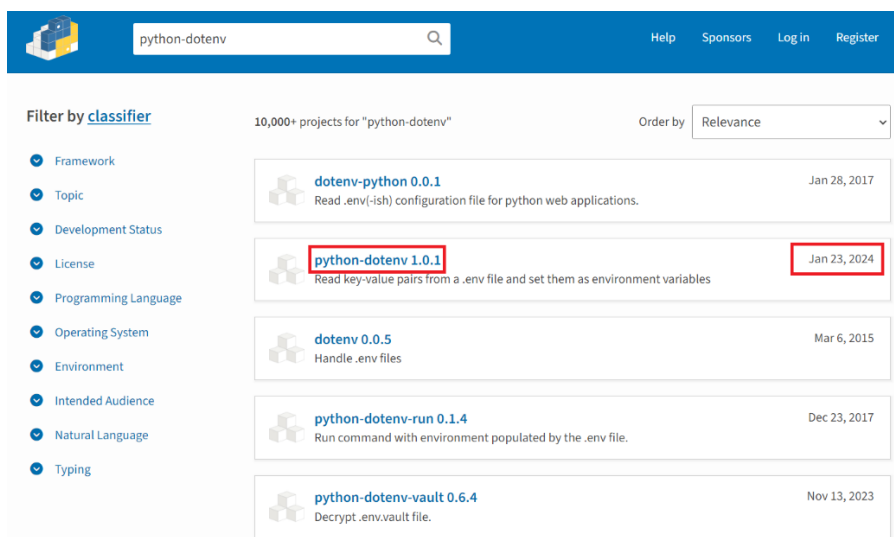 python-dotenv
Help Sponsors Log in Register
Filter by classifier
Framework
Topic
Development Status
License
Programming Language
Operating System
Environment
Intended Audience
Natural Language
Typing
10,000+ projects for "python-dotenv"
Order by Relevance
dotenv-python 0.0.1 Jan 28, 2017
Read .env(-ish) configuration file for python web applications.
python-dotenv 1.0.1 Jan 23, 2024
Read key-value pairs from a .env file and set them as environment variables
dotenv 0.0.5 Mar 6, 2015
Handle .env files
python-dotenv-run 0.1.4 Dec 23, 2017
Run command with environment populated by the .env file.
python-dotenv-vault 0.6.4 Nov 13, 2023
Decrypt .env.vault file.